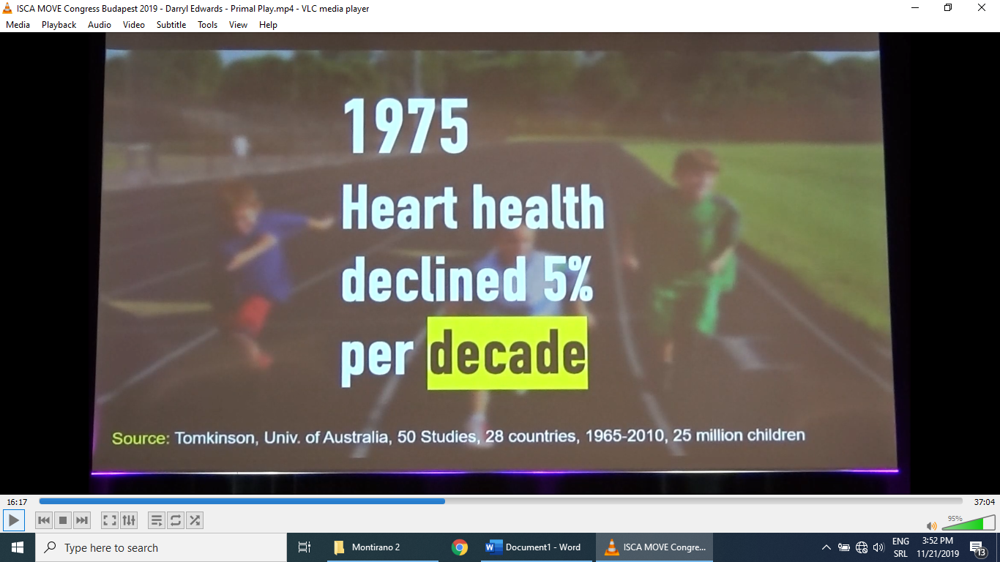 ISCA MOVE Congress Budapest 2019 - Darryl Edwards - Primal Play.mp4 - VLC media player
Media Playback Audio Video Subtitle Tools View Help
1975
Heart health
declined 5%
per decade
Source: Tomkinson, Univ. of Australia, 50 Studies, 28 countries, 1965-2010, 25 million children
16:17 37:04
95%
Type here to search
Montirano 2
Document1 - Word
ISCA MOVE Congre...
ENG
SRL
3:52 PM
11/21/2019
13